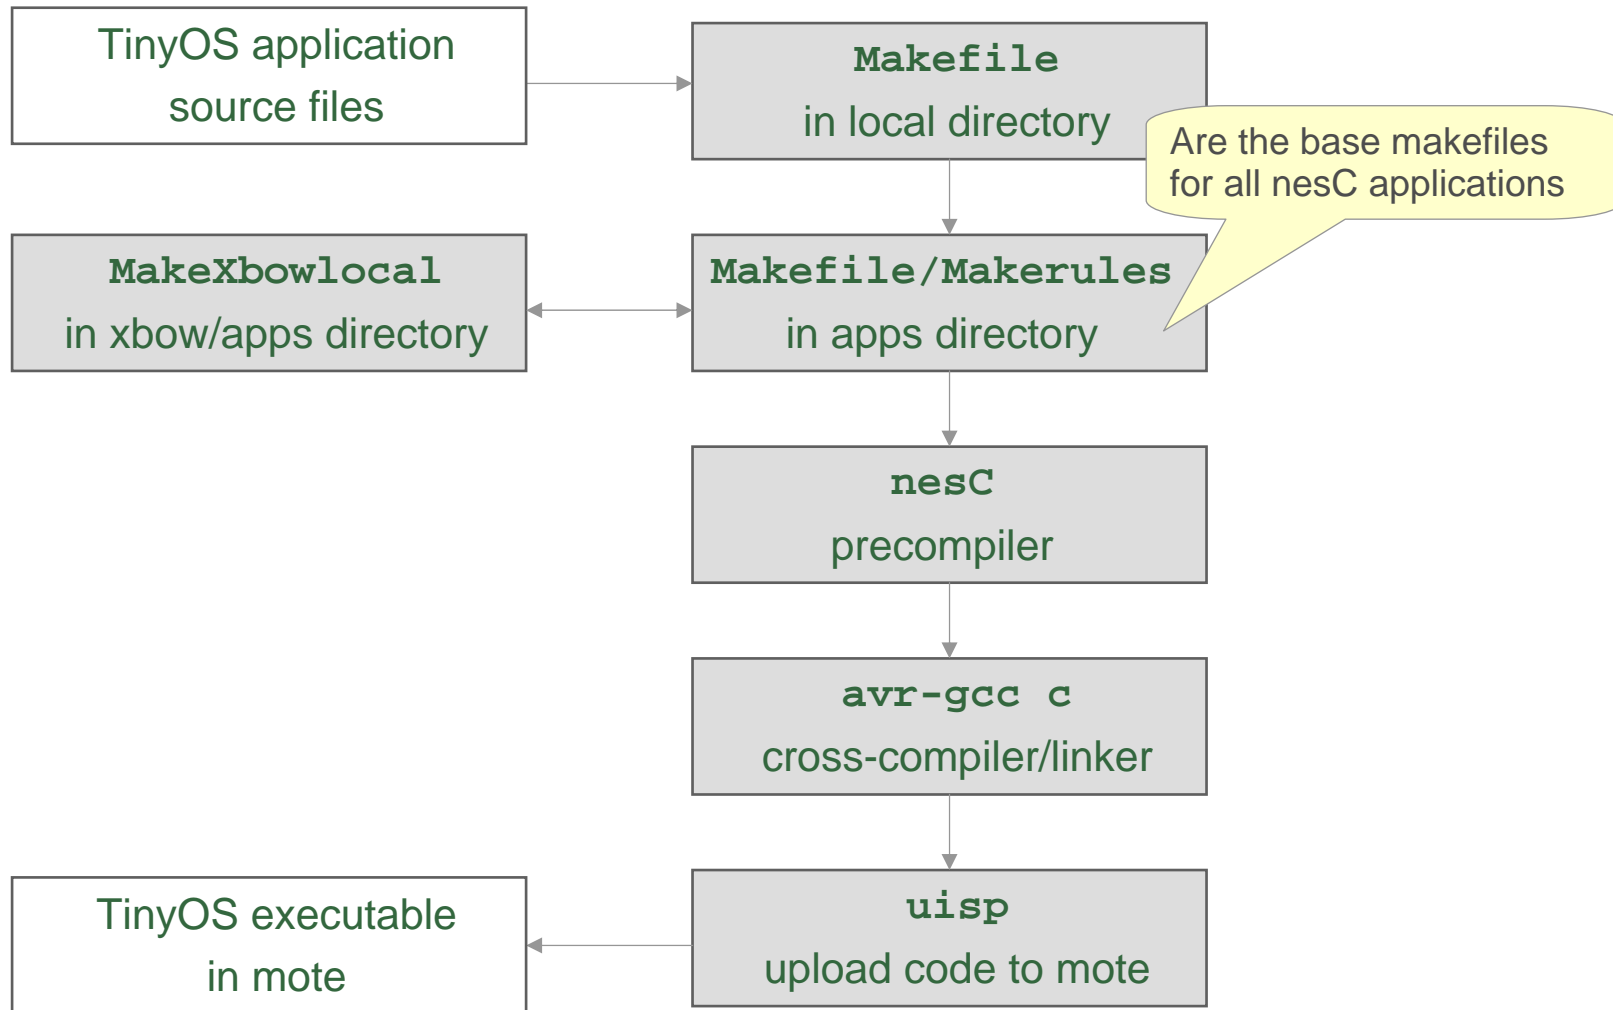 TinyOS application
source files
Makefile
in local directory
Are the base makefiles
for all nesC applications
MakeXbowlocal
in xbow/apps directory
Makefile/Makerules
in apps directory
nesC
precompiler
avr-gcc c
cross-compiler/linker
uisp
upload code to mote
TinyOS executable
in mote